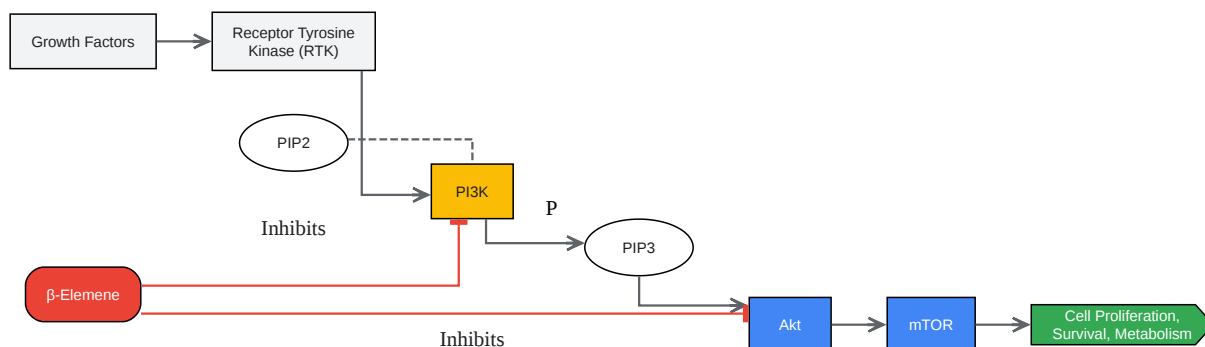 Growth Factors
Receptor Tyrosine
Kinase (RTK)
PIP2
PI3K
P
Inhibits
PIP3
β-Elemene
Inhibits
Akt
mTOR
Cell Proliferation,
Survival, Metabolism